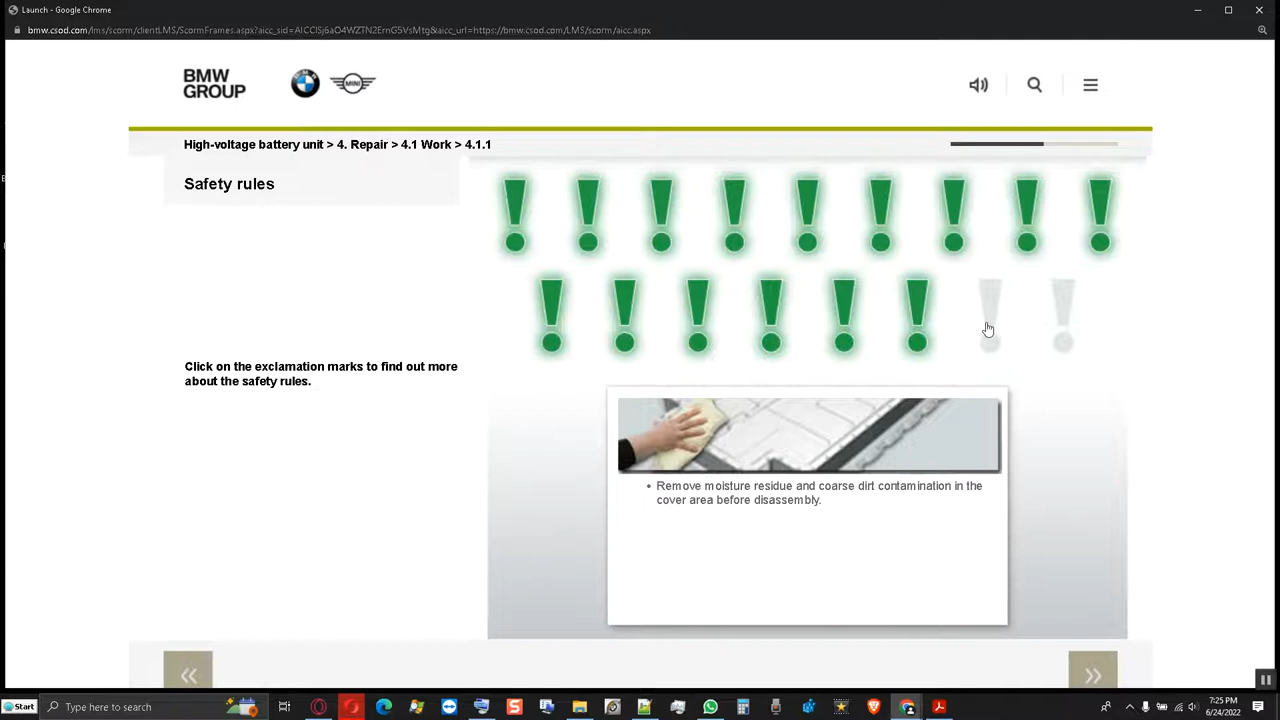 Launch - Google Chrome
bmw.csod.com/lms/scorm/clientLMS/ScormFrames.aspx?aicc_sid=AICCISj6aO4WZTN2ErnG5VsMtg&aicc_url=https://bmw.csod.com/LMS/scorm/aicc.aspx
BMW
GROUP
BMW
MINI
High-voltage battery unit > 4. Repair > 4.1 Work > 4.1.1
Safety rules
Click on the exclamation marks to find out more
about the safety rules.
• Remove moisture residue and coarse dirt contamination in the
cover area before disassembly.
Start
Type here to search
7:25 PM
6/24/2022